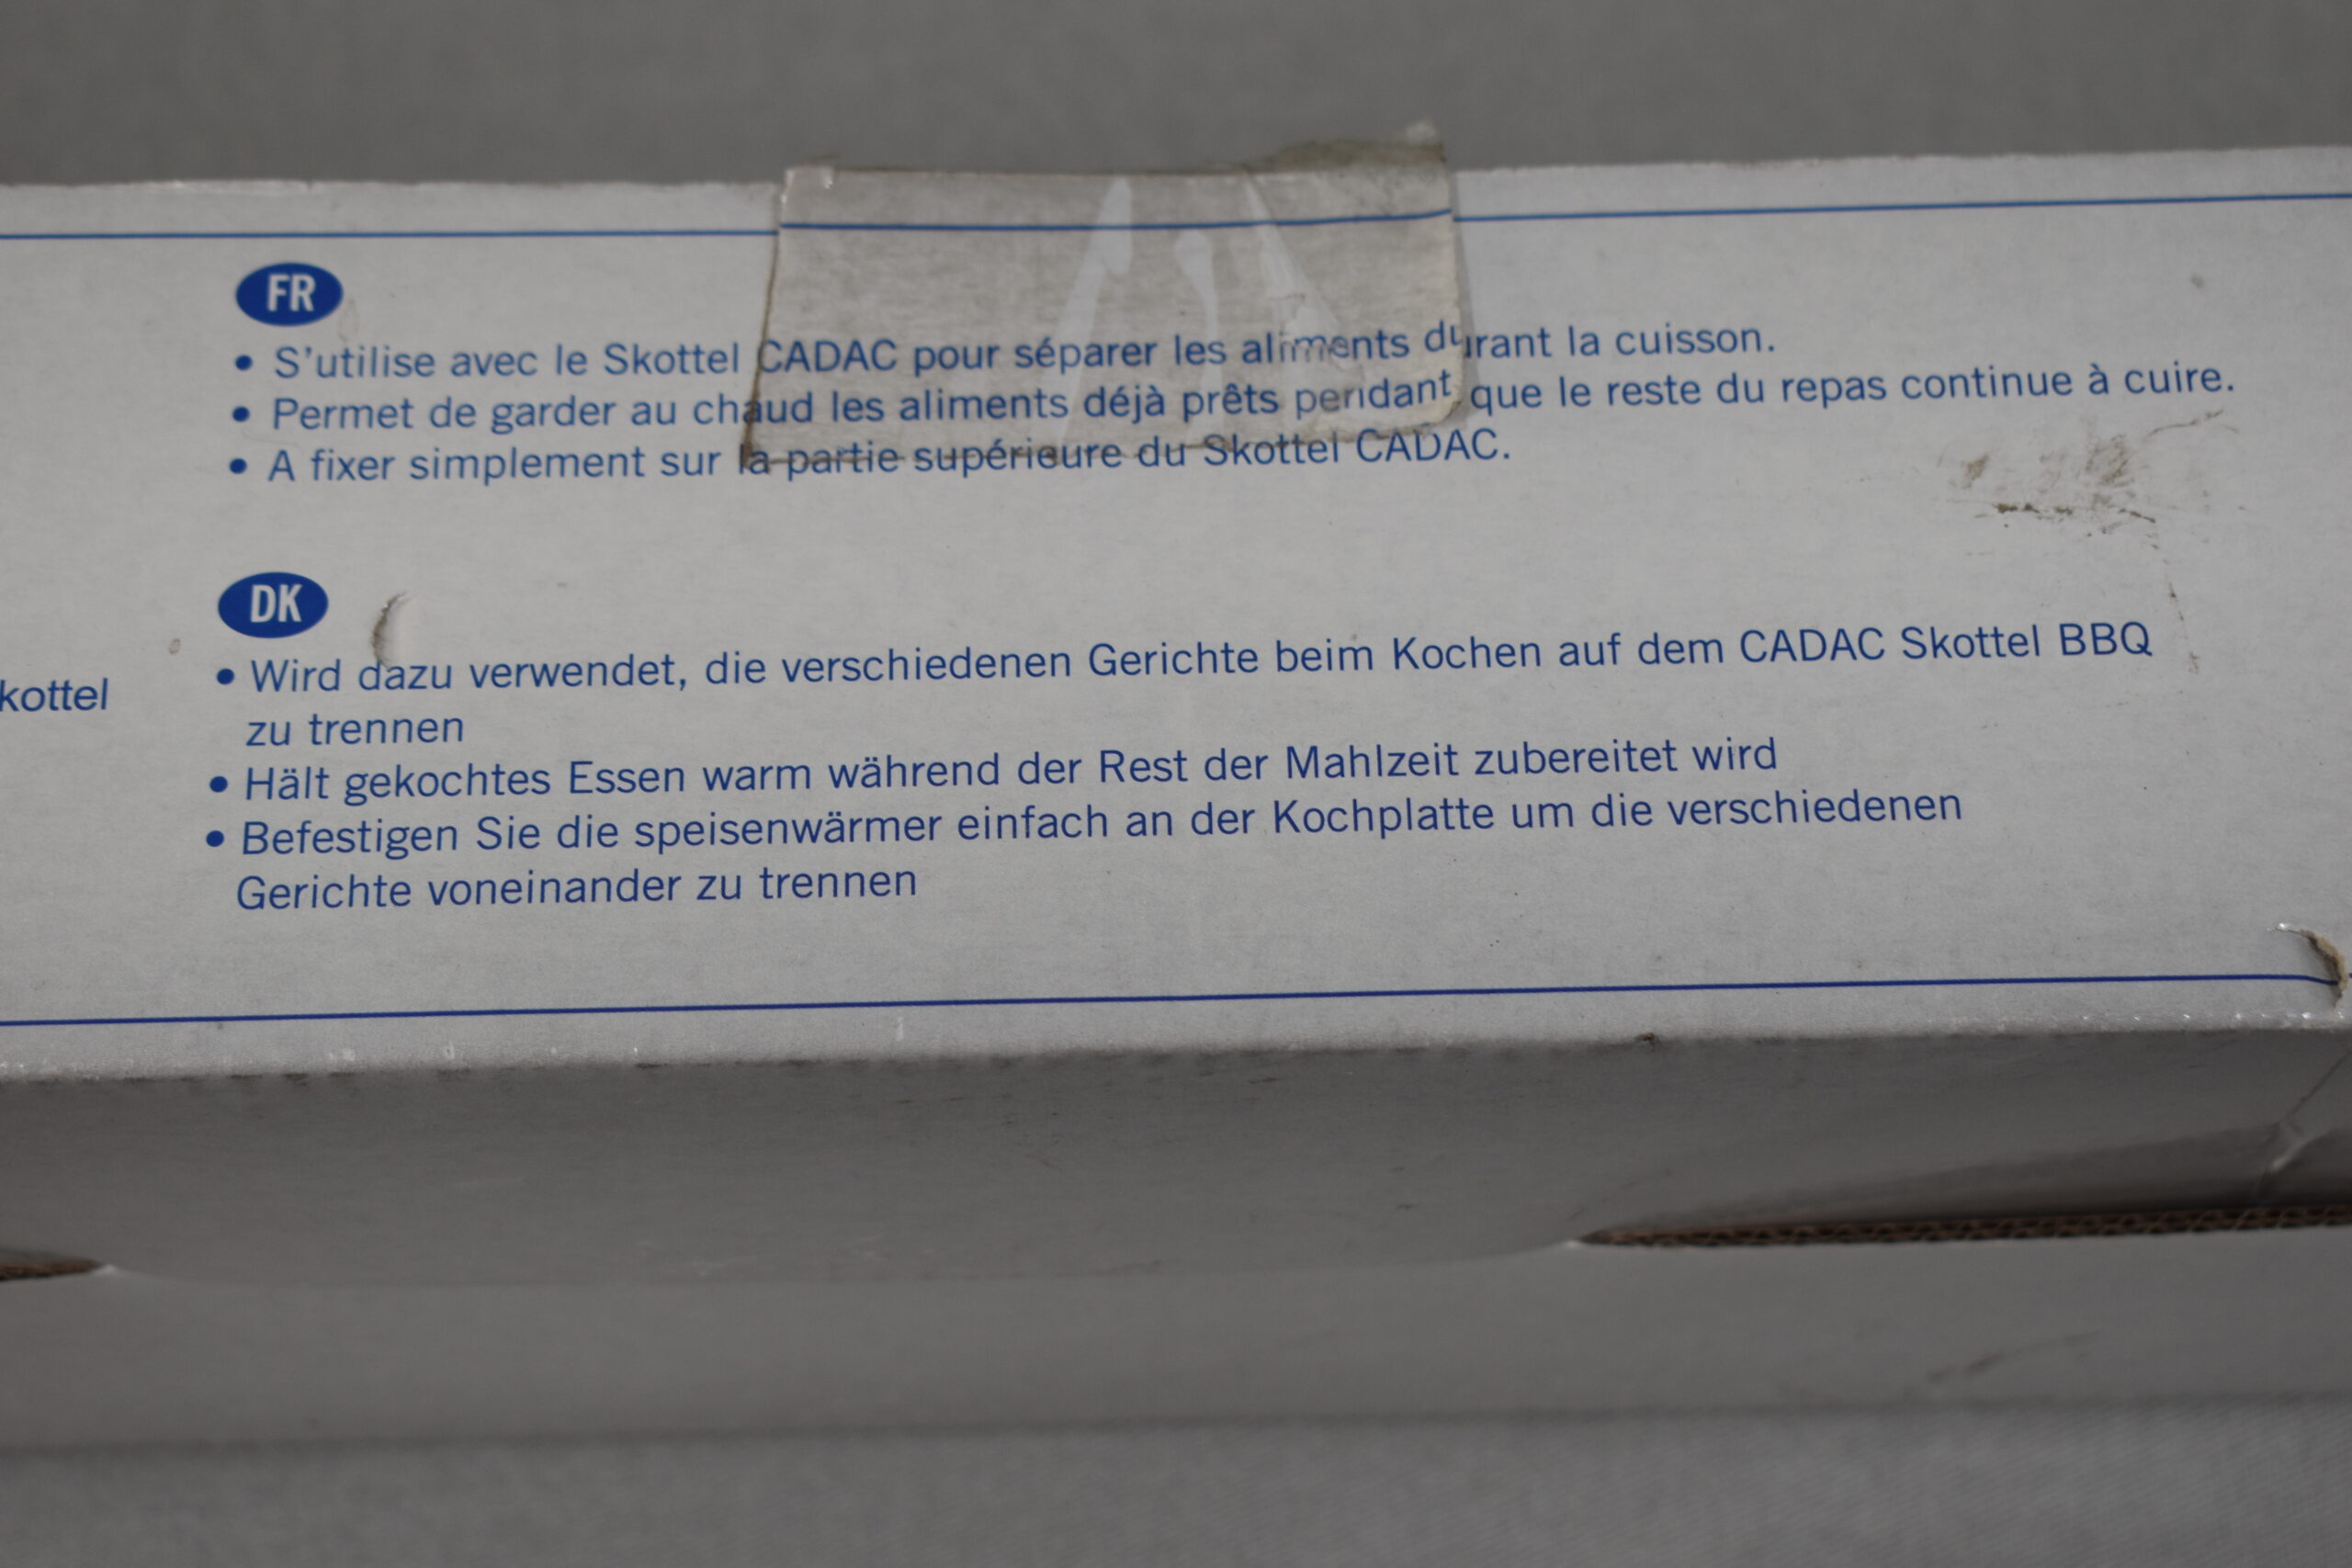 FR
• S'utilise avec le Skottel CADAC pour séparer les aliments durant la cuisson.
• Permet de garder au chaud les aliments déjà prêts pendant que le reste du repas continue à cuire.
• A fixer simplement sur la partie supérieure du Skottel CADAC.
DK
• Wird dazu verwendet, die verschiedenen Gerichte beim Kochen auf dem CADAC Skottel BBQ
kottel
zu trennen
• Hält gekochtes Essen warm während der Rest der Mahlzeit zubereitet wird
• Befestigen Sie die speisenwärmer einfach an der Kochplatte um die verschiedenen
Gerichte voneinander zu trennen